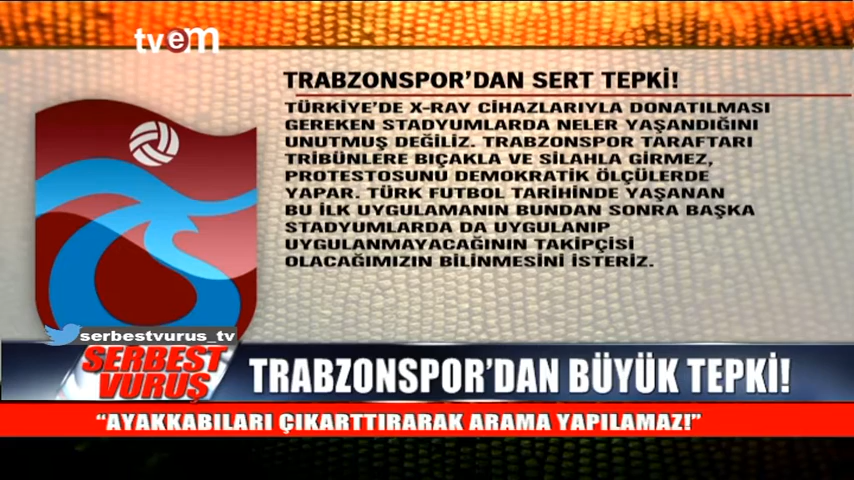 tvem
TRABZONSPOR'DAN SERT TEPKİ!
TÜRKİYE'DE X-RAY CİHAZLARIYLA DONATILMASI
GEREKEN STADYUMLARDA NELER YAŞANDIĞINI
UNUTMUŞ DEĞİLİZ. TRABZONSPOR TARAFTARI
TRİBÜNLERE BIÇAKLA VE SİLAHLA GİRMEZ,
PROTESTOSUNU DEMOKRATİK ÖLÇÜLERDE
YAPAR. TÜRK FUTBOL TARİHİNDE YAŞANAN
BU İLK UYGULAMANIN BUNDAN SONRA BAŞKA
STADYUMLARDA DA UYGULANIP
UYGULANMAYACAĞININ TAKİPÇİSİ
OLACAĞIMIZIN BİLİNMESİNİ İSTERİZ.
serbestvurus_tv
SERBEST
VURUŞ
TRABZONSPOR'DAN BÜYÜK TEPKİ!
“AYAKKABILARI ÇIKARTTIRARAK ARAMA YAPILAMAZ!”